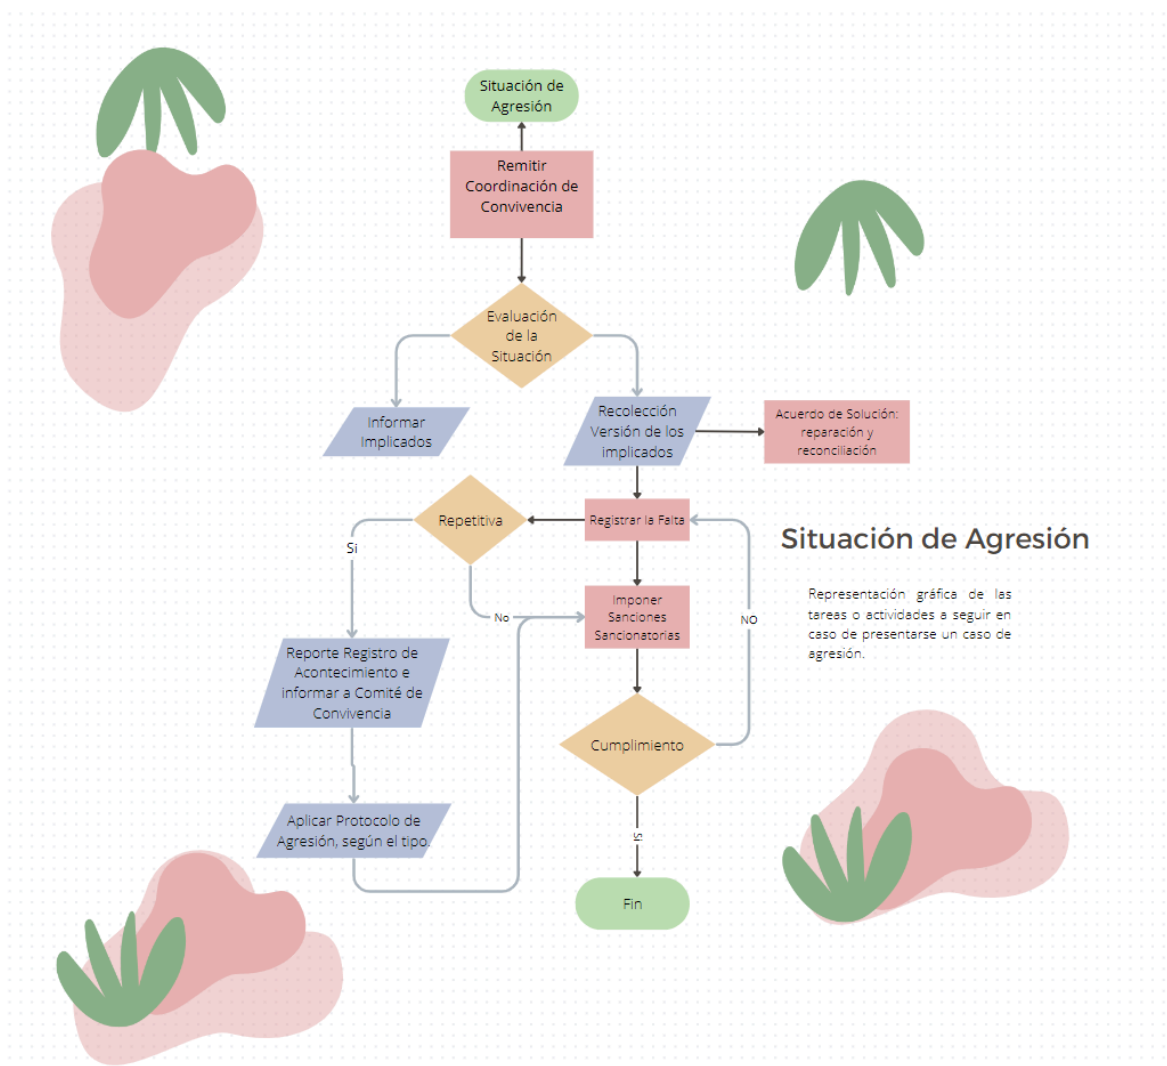 Situación de
Agresión
Remitir
Coordinación de
Convivencia
Evaluación
de la
Situación
Informar
Implicados
Recolección
Versión de los
implicados
Acuerdo de Solución:
reparación y
reconciliación
Repetitiva
Registrar la Falta
Si
No
Imponer
Sanciones
Sancionatorias
NO
Situación de Agresión
Representación gráfica de las
tareas o actividades a seguir en
caso de presentarse un caso de
agresión.
Reporte Registro de
Acontecimiento e
informar a Comité de
Convivencia
Cumplimiento
Aplicar Protocolo de
Agresión, según el tipo.
Si
Fin